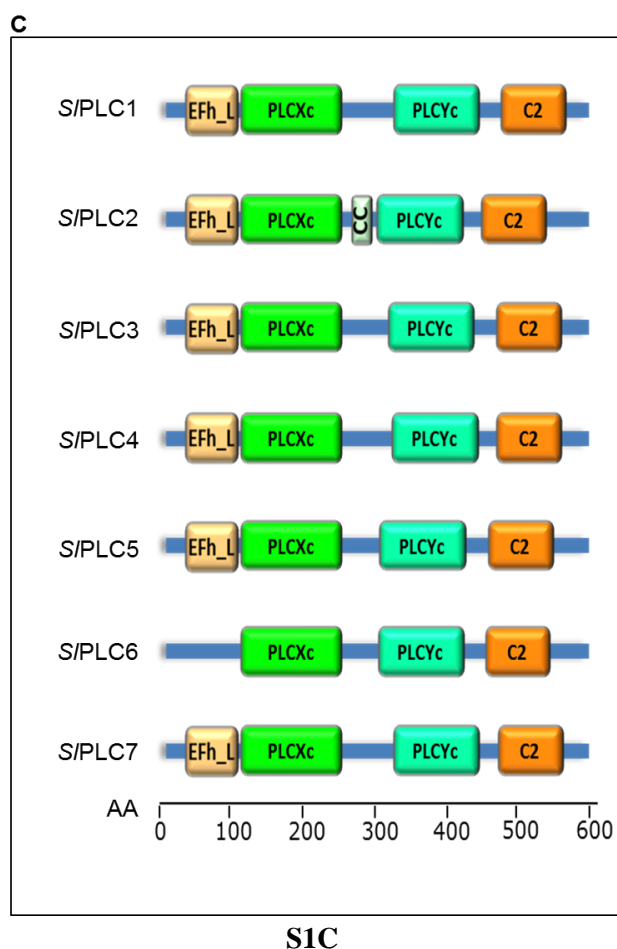 C
SlPLC1 EFh_L PLCXc PLCYc C2
SlPLC2 EFh_L PLCXc CC PLCYc C2
SlPLC3 EFh_L PLCXc PLCYc C2
SlPLC4 EFh_L PLCXc PLCYc C2
SlPLC5 EFh_L PLCXc PLCYc C2
SlPLC6 PLCXc PLCYc C2
SlPLC7 EFh_L PLCXc PLCYc C2
AA
0 100 200 300 400 500 600
S1C